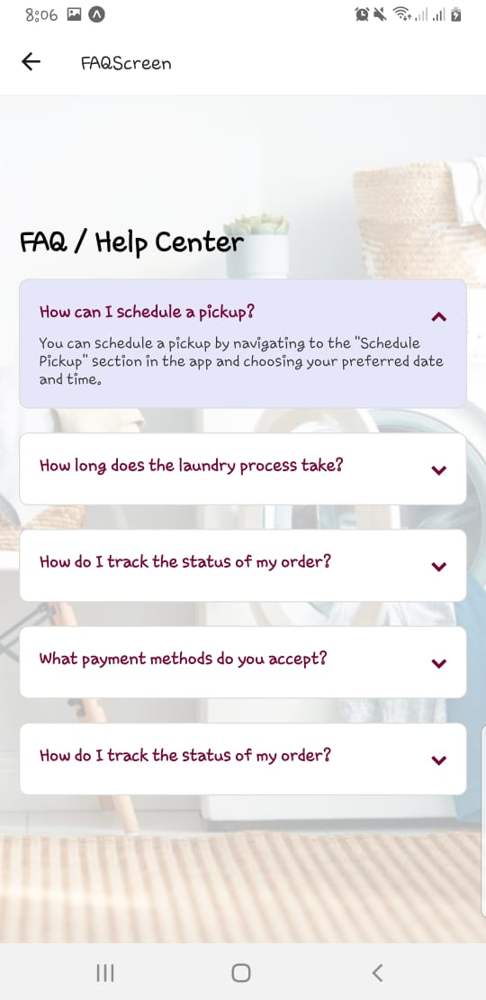 8:06
FAQScreen
FAQ / Help Center
How can I schedule a pickup?
You can schedule a pickup by navigating to the "Schedule
Pickup" section in the app and choosing your preferred date
and time.
How long does the laundry process take?
How do I track the status of my order?
What payment methods do you accept?
How do I track the status of my order?